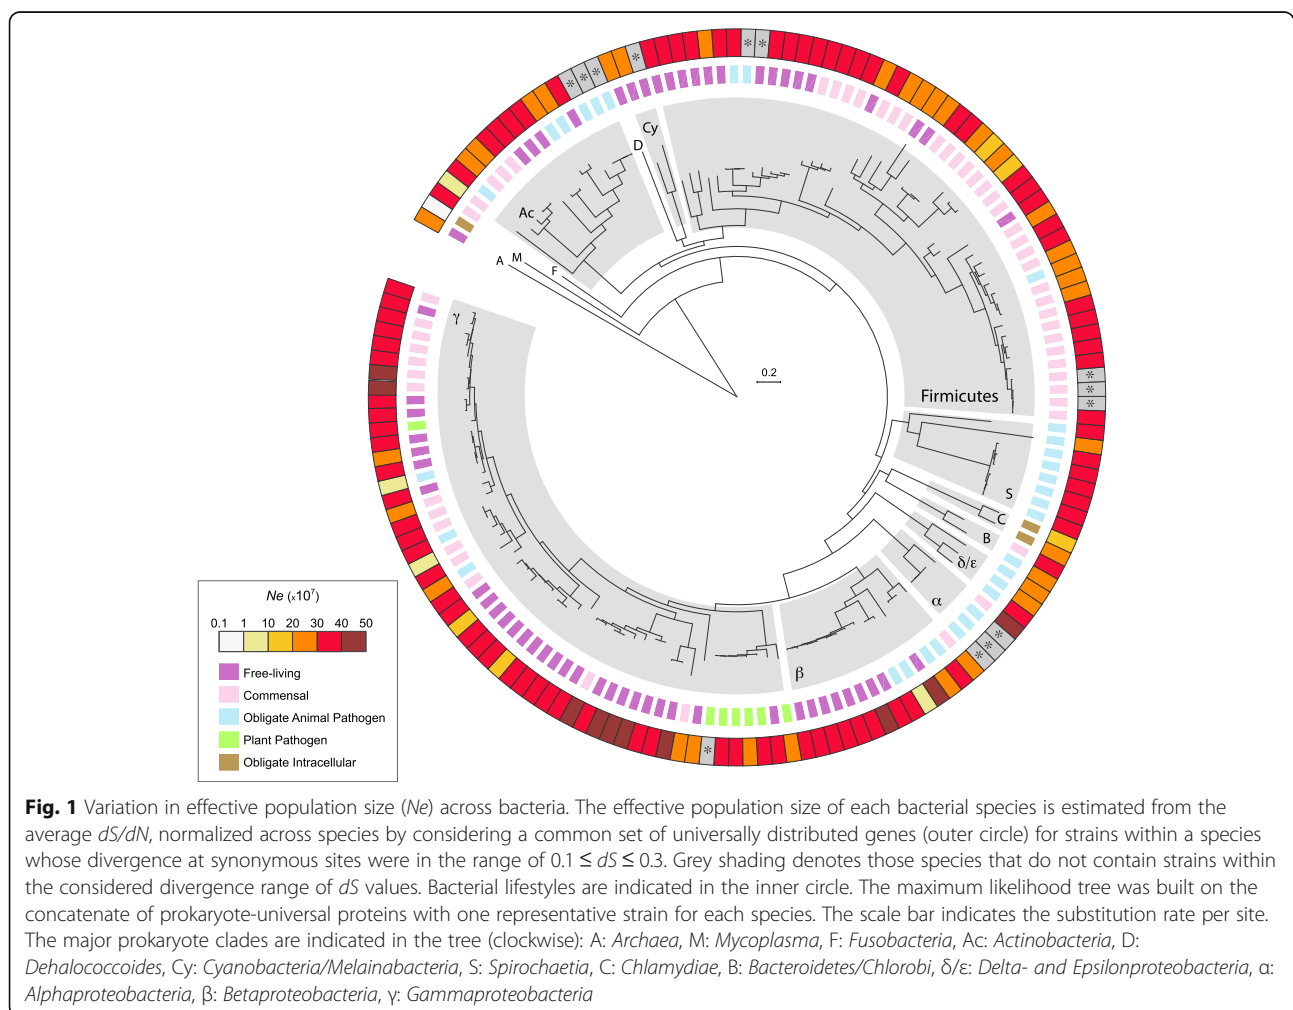 * * * * * *
Cy
D
Ac
A M F
γ
0.2
Firmicutes
*
*
*
S
C
B
δ/ε
α
β
* * *
*
Ne (x10⁷)
0.1 1 10 20 30 40 50
Free-living
Commensal
Obligate Animal Pathogen
Plant Pathogen
Obligate Intracellular
Fig. 1 Variation in effective population size (Ne) across bacteria. The effective population size of each bacterial species is estimated from the
average dS/dN, normalized across species by considering a common set of universally distributed genes (outer circle) for strains within a species
whose divergence at synonymous sites were in the range of 0.1 ≤ dS ≤ 0.3. Grey shading denotes those species that do not contain strains within
the considered divergence range of dS values. Bacterial lifestyles are indicated in the inner circle. The maximum likelihood tree was built on the
concatenate of prokaryote-universal proteins with one representative strain for each species. The scale bar indicates the substitution rate per site.
The major prokaryote clades are indicated in the tree (clockwise): A: Archaea, M: Mycoplasma, F: Fusobacteria, Ac: Actinobacteria, D:
Dehalococcoides, Cy: Cyanobacteria/Melainabacteria, S: Spirochaetia, C: Chlamydiae, B: Bacteroidetes/Chlorobi, δ/ε: Delta- and Epsilonproteobacteria, α:
Alphaproteobacteria, β: Betaproteobacteria, γ: Gammaproteobacteria